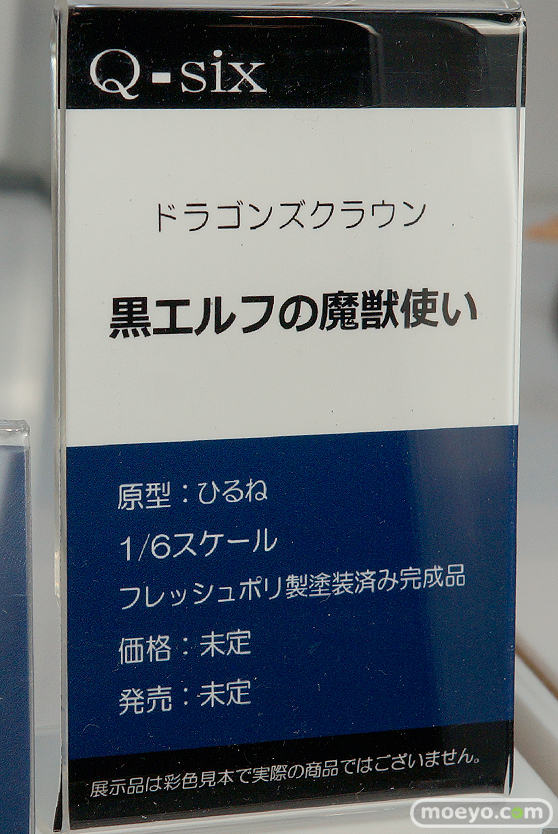 Q-six
ドラゴンズクラウン
黒エルフの魔獣使い
原型：ひるね
1/6スケール
フレッシュポリ製塗装済み完成品
価格：未定
発売：未定
展示品は彩色見本で実際の商品ではございません。
moeyo.com